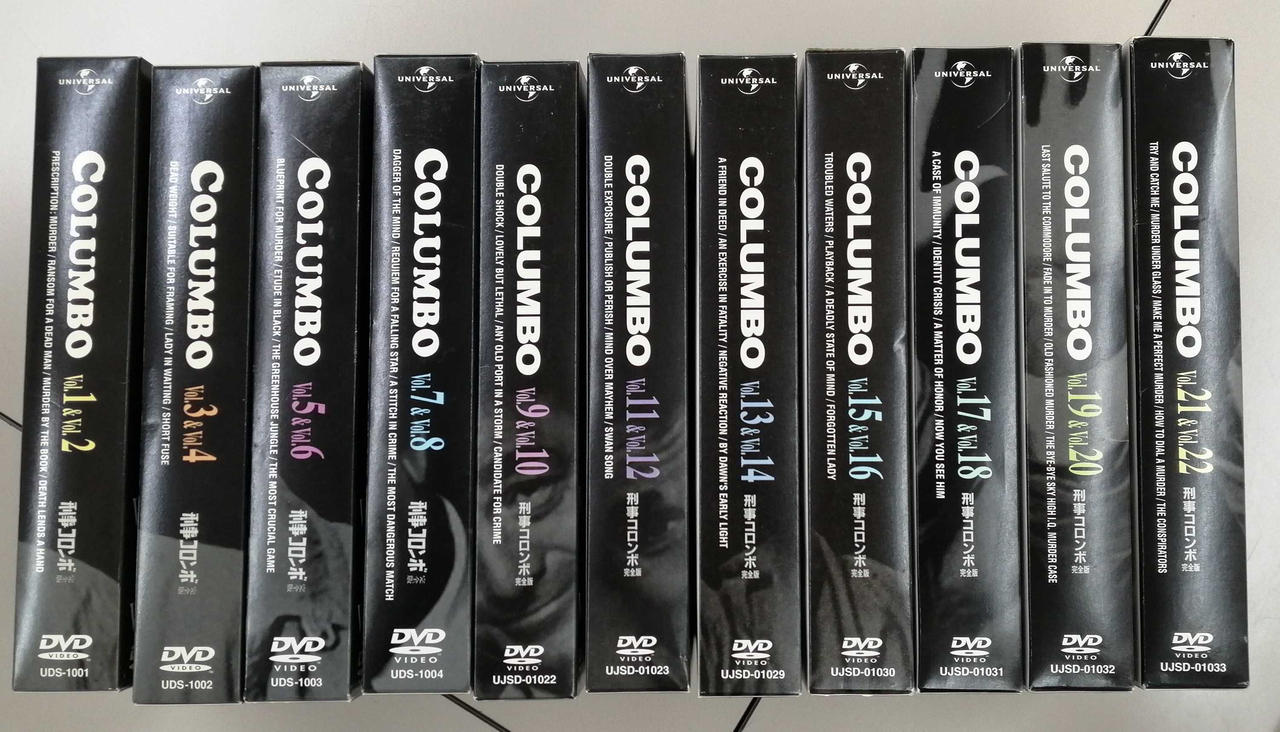 UNIVERSAL
COLUMBO Vol.1 & Vol.2 刑事コロンボ 完全版
PRESCRIPTION: MURDER / RANSOM FOR A DEAD MAN / MURDER BY THE BOOK / DEATH LENDS A HAND
DVD
VIDEO
UDS-1001
UNIVERSAL
COLUMBO Vol.3 & Vol.4 刑事コロンボ 完全版
DEAD WEIGHT / SUITABLE FOR FRAMING / LADY IN WAITING / SHORT FUSE
DVD
VIDEO
UDS-1002
UNIVERSAL
COLUMBO Vol.5 & Vol.6 刑事コロンボ 完全版
BLUEPRINT FOR MURDER / ETUDE IN BLACK / THE GREENHOUSE JUNGLE / THE MOST CRUCIAL GAME
DVD
VIDEO
UDS-1003
UNIVERSAL
COLUMBO Vol.7 & Vol.8 刑事コロンボ 完全版
DAGGER OF THE MIND / REQUIEM FOR A FALLING STAR / A STITCH IN CRIME / THE MOST DANGEROUS MATCH
DVD
VIDEO
UDS-1004
UNIVERSAL
COLUMBO Vol.9 & Vol.10 刑事コロンボ 完全版
DOUBLE SHOCK / LOVELY BUT LETHAL / ANY OLD PORT IN A STORM / CANDIDATE FOR CRIME
DVD
VIDEO
UJSD-01022
UNIVERSAL
COLUMBO Vol.11 & Vol.12 刑事コロンボ 完全版
DOUBLE EXPOSURE / PUBLISH OR PERISH / MIND OVER MAYHEM / SWAN SONG
DVD
VIDEO
UJSD-01023
UNIVERSAL
COLUMBO Vol.13 & Vol.14 刑事コロンボ 完全版
A FRIEND IN DEED / AN EXERCISE IN FATALITY / NEGATIVE REACTION / BY DAWN'S EARLY LIGHT
DVD
VIDEO
UJSD-01029
UNIVERSAL
COLUMBO Vol.15 & Vol.16 刑事コロンボ 完全版
TROUBLED WATERS / PLAYBACK / A DEADLY STATE OF MIND / FORGOTTEN LADY
DVD
VIDEO
UJSD-01030
UNIVERSAL
COLUMBO Vol.17 & Vol.18 刑事コロンボ 完全版
A CASE OF IMMUNITY / IDENTITY CRISIS / A MATTER OF HONOR / NOW YOU SEE HIM
DVD
VIDEO
UJSD-01031
UNIVERSAL
COLUMBO Vol.19 & Vol.20 刑事コロンボ 完全版
LAST SALUTE TO THE COMMODORE / FADE IN TO MURDER / OLD FASHIONED MURDER / THE BYE-BYE SKY HIGH I.Q. MURDER CASE
DVD
VIDEO
UJSD-01032
UNIVERSAL
COLUMBO Vol.21 & Vol.22 刑事コロンボ 完全版
TRY AND CATCH ME / MURDER UNDER GLASS / MAKE ME A PERFECT MURDER / HOW TO DIAL A MURDER / THE CONSPIRATORS
DVD
VIDEO
UJSD-01033